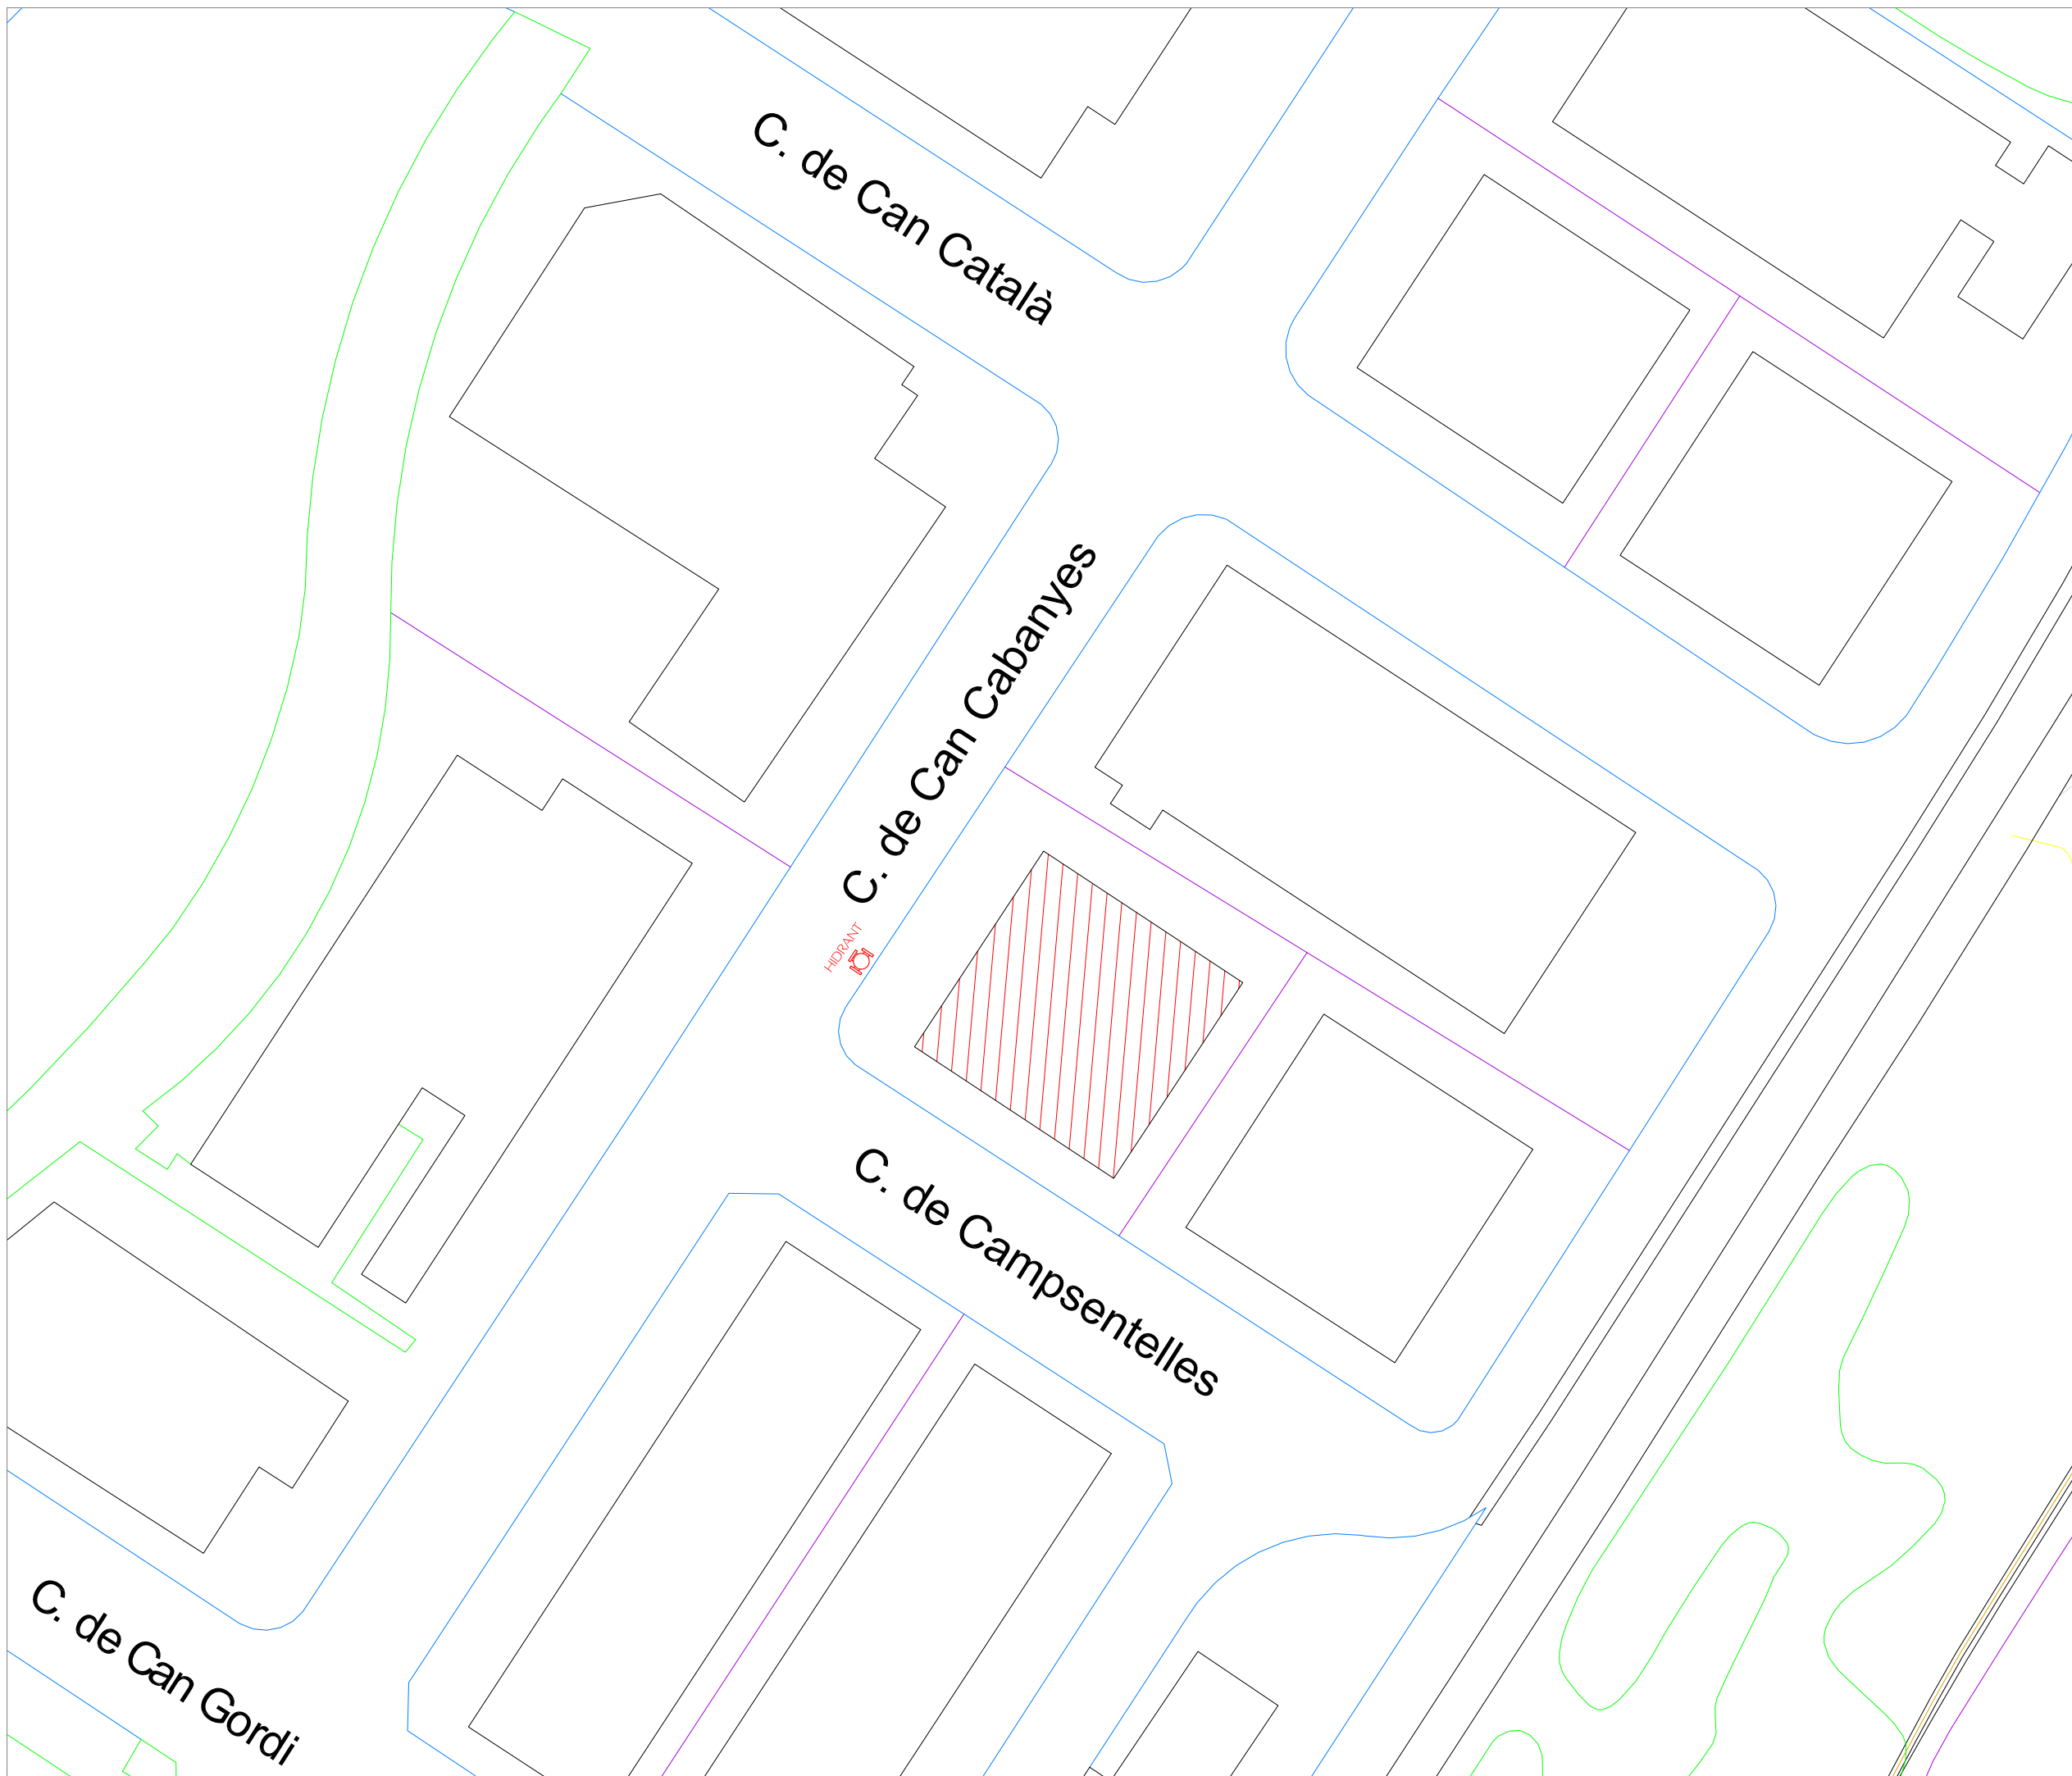 C. de Can Català
C. de Can Cabanyes
HIDRANT
C. de Campsentelles
C. de Can Gordi